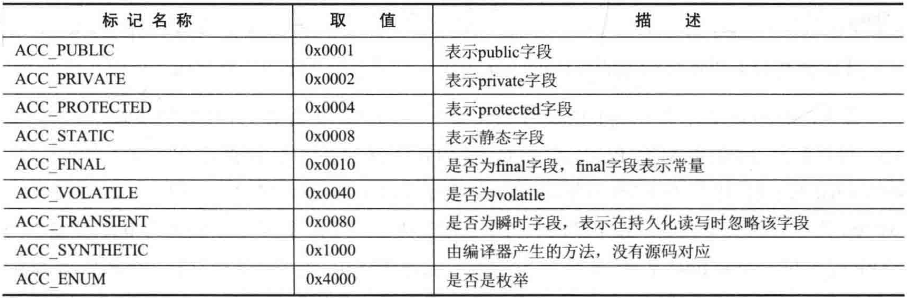 标记名称 取值 描述
ACC_PUBLIC 0x0001 表示public字段
ACC_PRIVATE 0x0002 表示private字段
ACC_PROTECTED 0x0004 表示protected字段
ACC_STATIC 0x0008 表示静态字段
ACC_FINAL 0x0010 是否为final字段，final字段表示常量
ACC_VOLATILE 0x0040 是否为volatile
ACC_TRANSIENT 0x0080 是否为瞬时字段，表示在持久化读写时忽略该字段
ACC_SYNTHETIC 0x1000 由编译器产生的方法，没有源码对应
ACC_ENUM 0x4000 是否是枚举